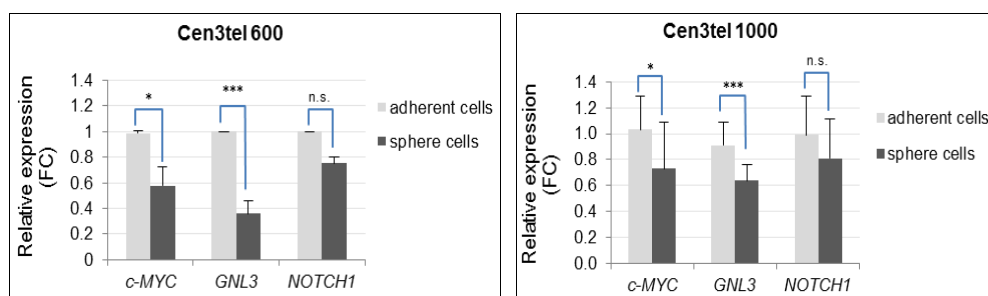 Cen3tel 600
Relative expression
(FC)
1.4
1.2
1
0.8
0.6
0.4
0.2
0
*
***
n.s.
adherent cells
sphere cells
c-MYC GNL3 NOTCH1
Cen3tel 1000
Relative expression
(FC)
1.4
1.2
1.0
0.8
0.6
0.4
0.2
0.0
*
***
n.s.
adherent cells
sphere cells
c-MYC GNL3 NOTCH1